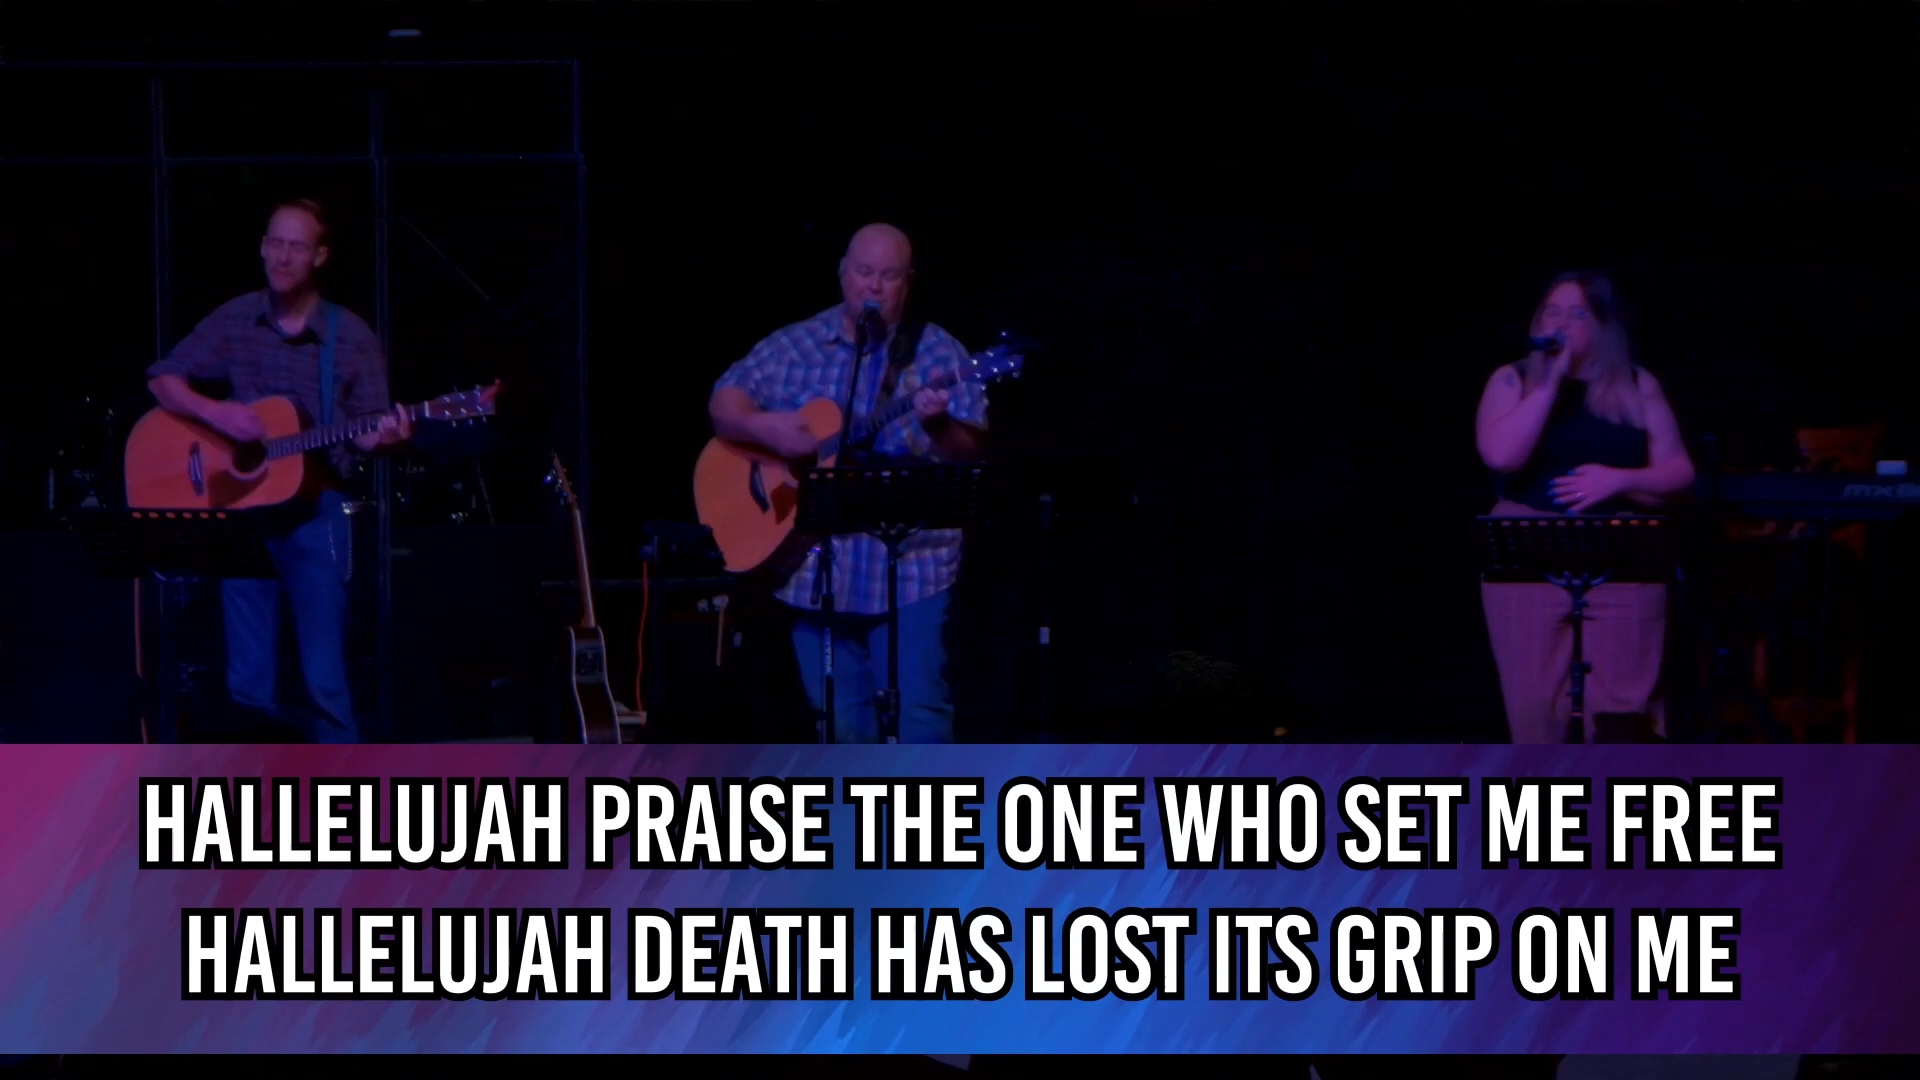 HALLELUJAH PRAISE THE ONE WHO SET ME FREE
HALLELUJAH DEATH HAS LOST ITS GRIP ON ME